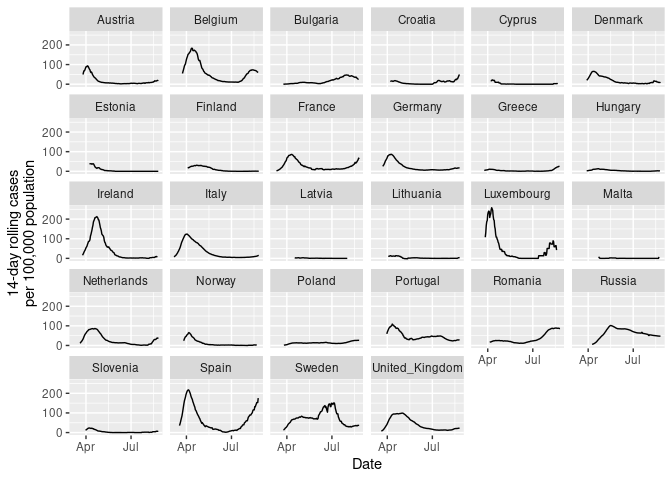 Austria Belgium Bulgaria Croatia Cyprus Denmark
200
100
0
Estonia Finland France Germany Greece Hungary
200
100
0
Ireland Italy Latvia Lithuania Luxembourg Malta
200
100
0
Netherlands Norway Poland Portugal Romania Russia
200
100
0
Apr Jul Apr Jul
Slovenia Spain Sweden United_Kingdom
200
100
0
Apr Jul Apr Jul Apr Jul Apr Jul
Date
14-day rolling cases
per 100,000 population